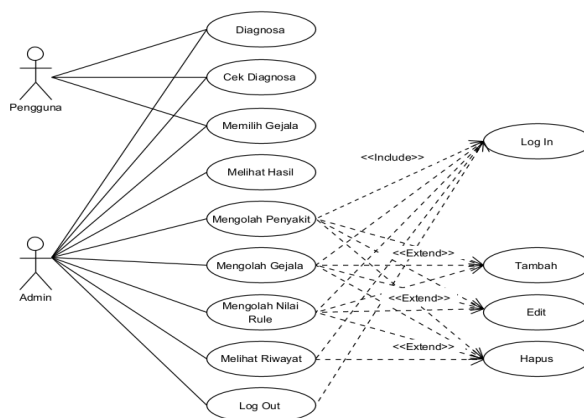 Diagnosa
Cek Diagnosa
Pengguna
Memilih Gejala
Log In
<<Include>>
Melihat Hasil
Mengolah Penyakit
<<Extend>>
Mengolah Gejala
Tambah
Admin
<<Extend>>
Mengolah Nilai
Rule
Edit
<<Extend>>
Melihat Riwayat
Hapus
Log Out